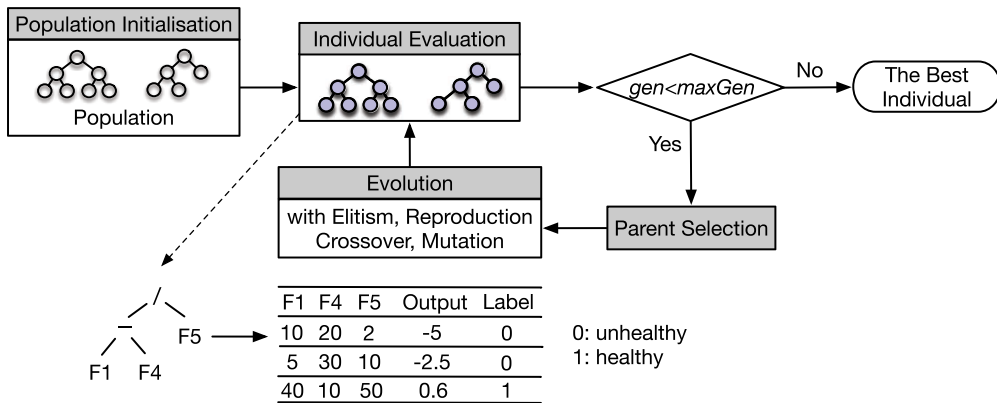 Population Initialisation
Population
Individual Evaluation
gen<maxGen
No
The Best
Individual
Yes
Parent Selection
Evolution
with Elitism, Reproduction
Crossover, Mutation
/
–
F5
F1 F4
F1 F4 F5 Output Label
10 20 2 -5 0
5 30 10 -2.5 0
40 10 50 0.6 1
0: unhealthy
1: healthy